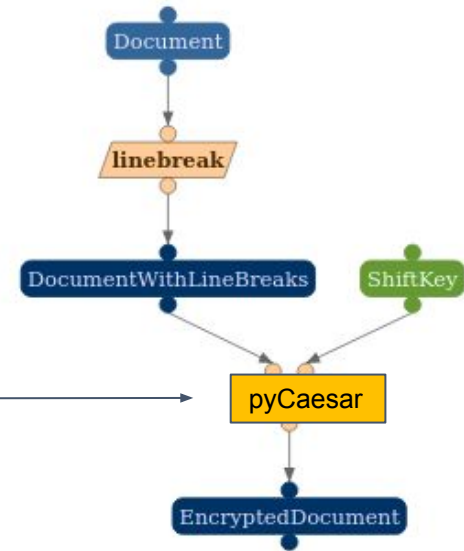 Document
linebreak
DocumentWithLineBreaks
ShiftKey
pyCaesar
EncryptedDocument